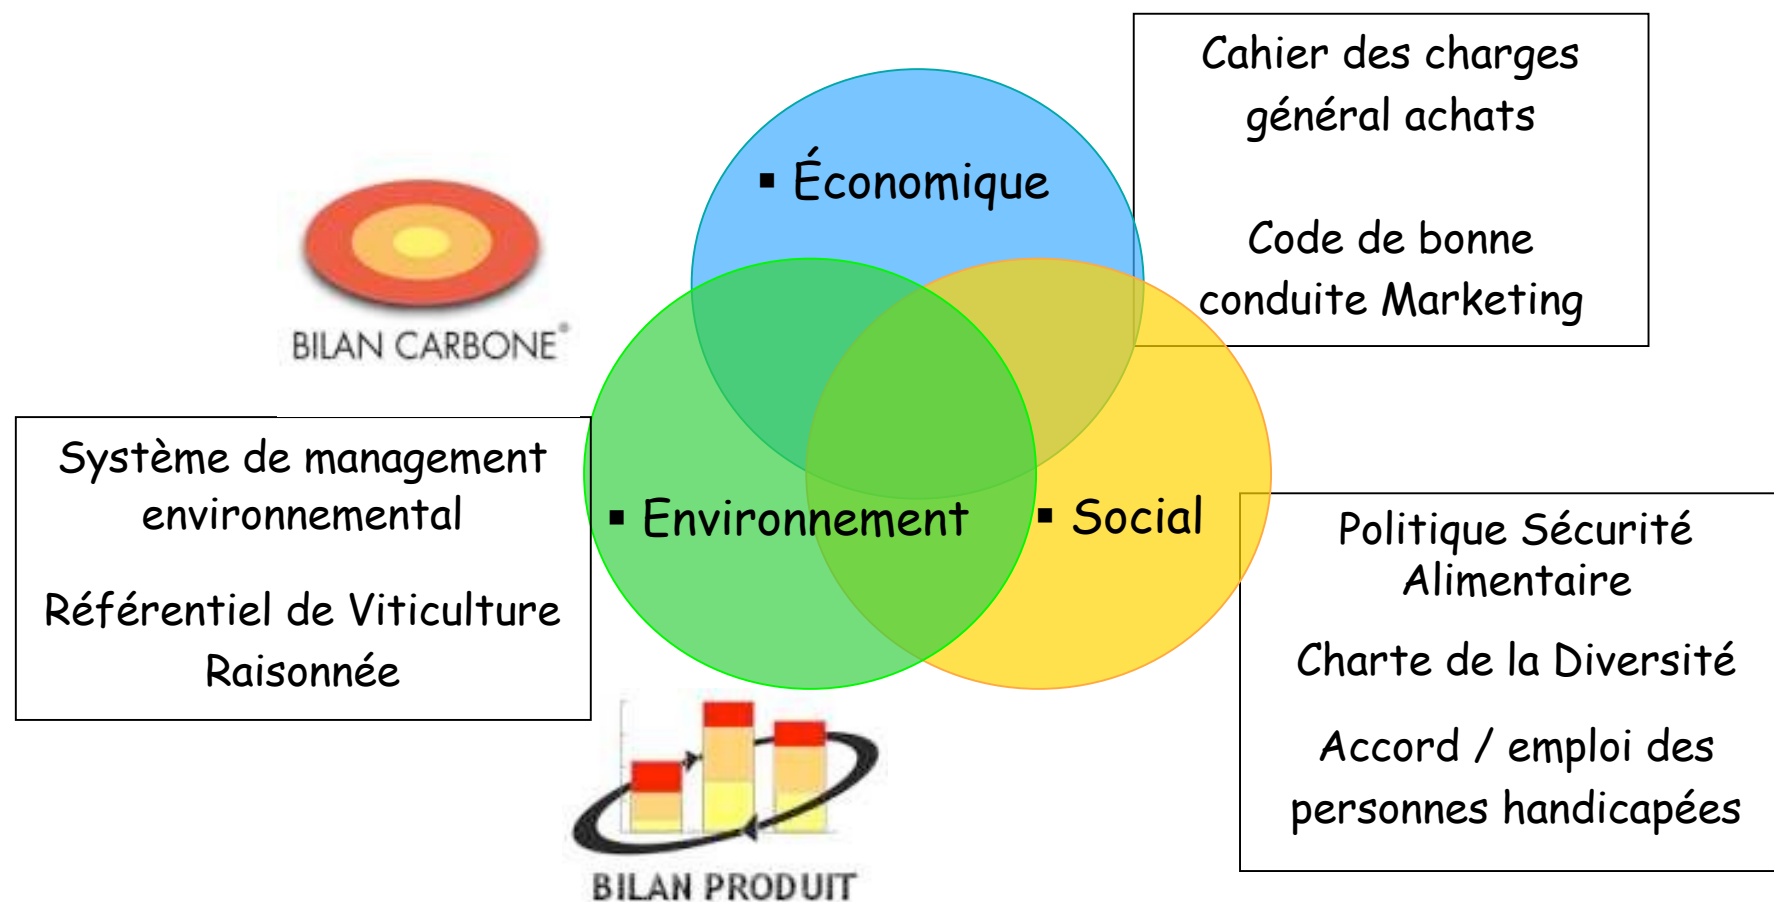 Cahier des charges
général achats
Code de bonne
conduite Marketing
▪ Économique
BILAN CARBONE®
Système de management
environnemental
Référentiel de Viticulture
Raisonnée
▪ Environnement
▪ Social
Politique Sécurité
Alimentaire
Charte de la Diversité
Accord / emploi des
personnes handicapées
BILAN PRODUIT